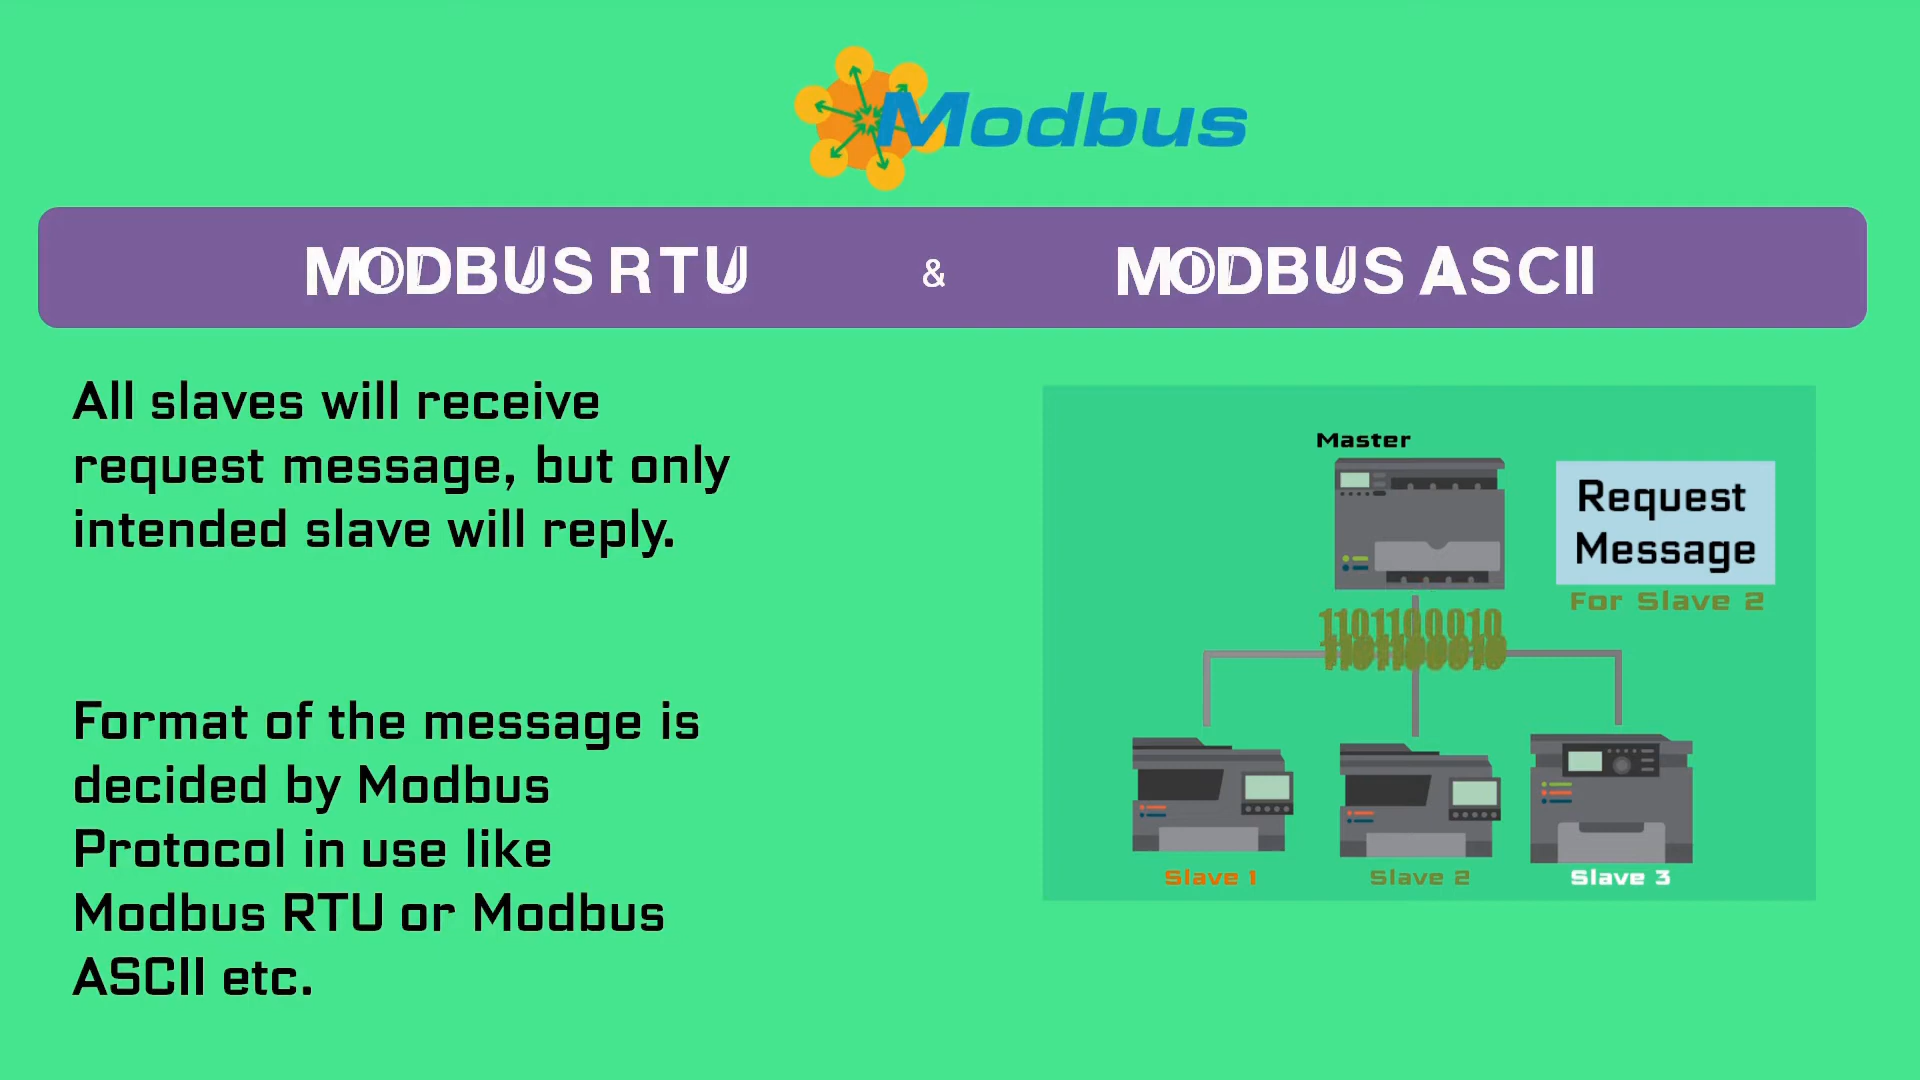 Modbus
MODBUS RTU & MODBUS ASCII
All slaves will receive
request message, but only
intended slave will reply.
Format of the message is
decided by Modbus
Protocol in use like
Modbus RTU or Modbus
ASCII etc.
Master
Request
Message
For Slave 2
110110010
Slave 1
Slave 2
Slave 3